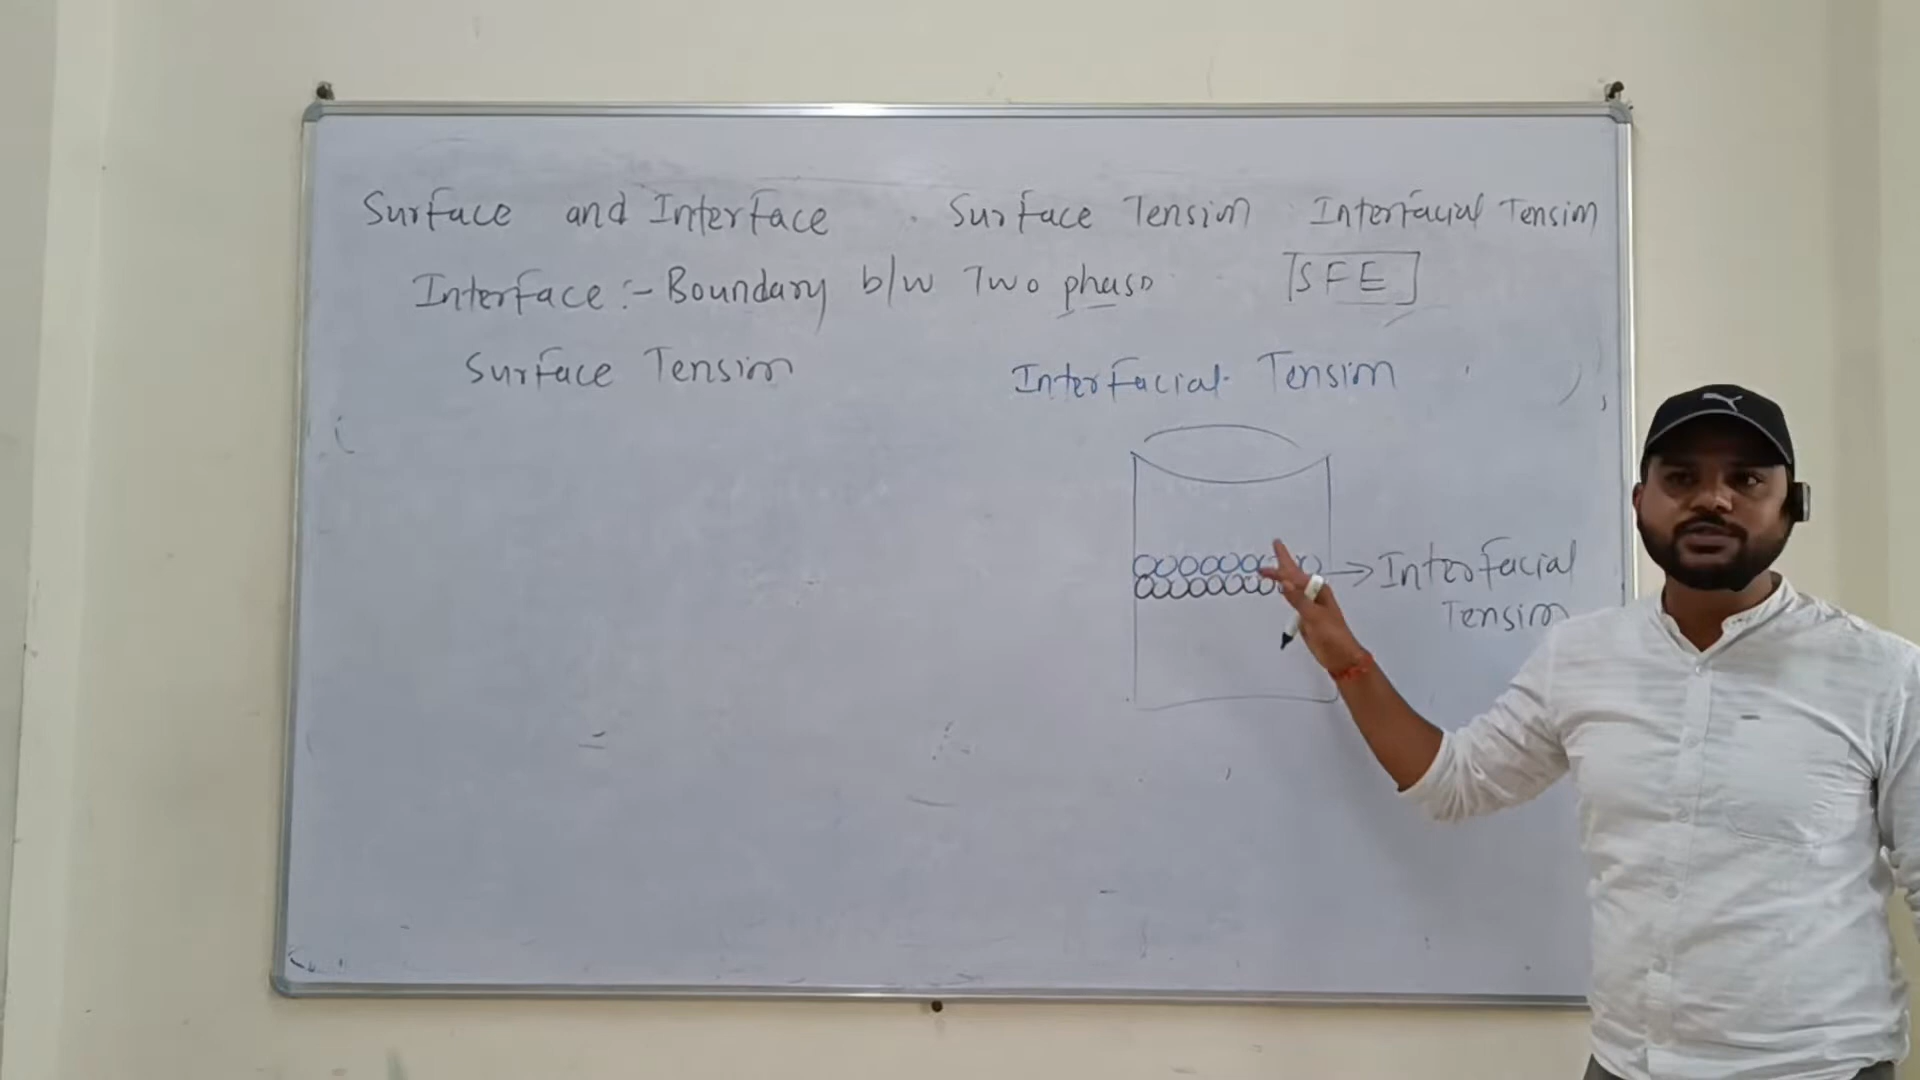 Surface and Interface . Surface Tension Interfacial Tension
Interface :- Boundary b/w Two phase [SFE]
Surface Tension Interfacial Tension
→ Interfacial
Tension